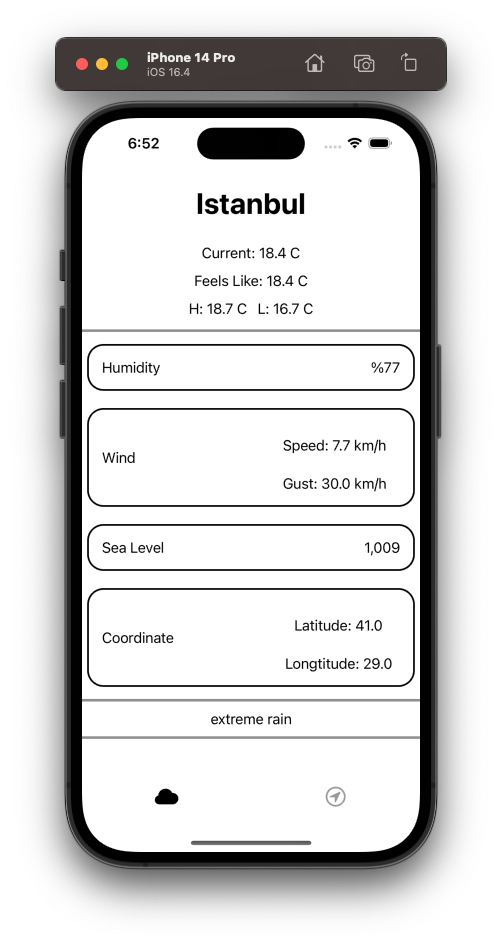 iPhone 14 Pro
iOS 16.4
6:52
Istanbul
Current: 18.4 C
Feels Like: 18.4 C
H: 18.7 C L: 16.7 C
Humidity %77
Speed: 7.7 km/h
Wind
Gust: 30.0 km/h
Sea Level 1,009
Latitude: 41.0
Coordinate
Longtitude: 29.0
extreme rain